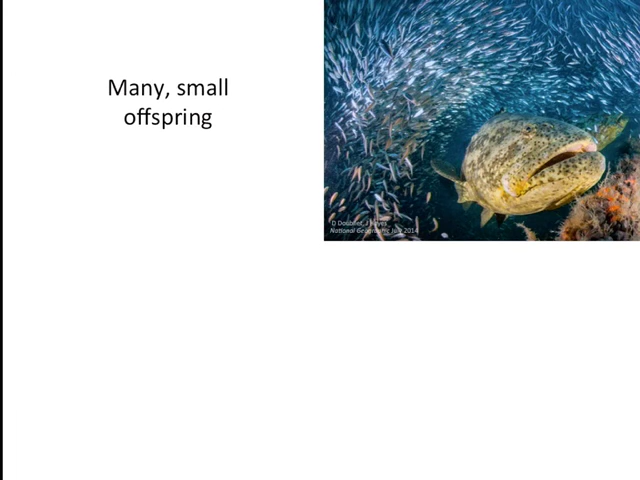 Many, small
offspring
D Doubilet, J Hayes
National Geographic July 2014